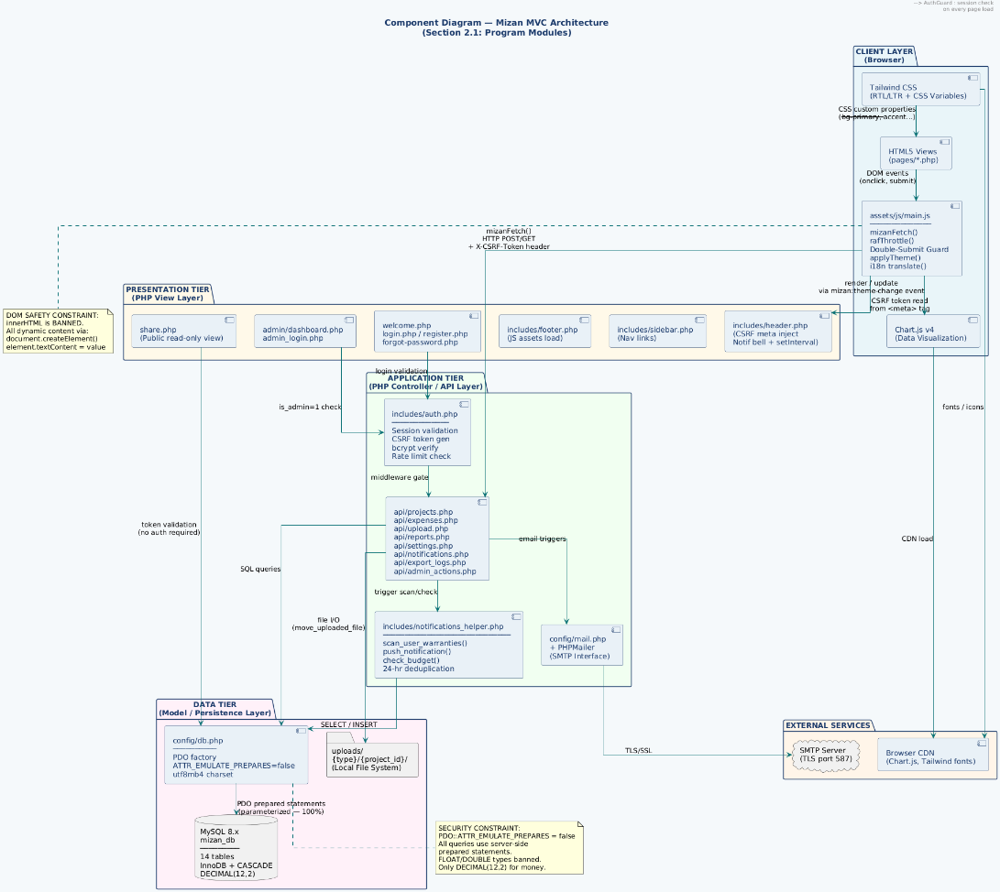 --> AuthGuard : session check
on every page load
Component Diagram — Mizan MVC Architecture
(Section 2.1: Program Modules)
CLIENT LAYER
(Browser)
Tailwind CSS
(RTL/LTR + CSS Variables)
CSS custom properties
(bg-primary, accent...)
HTML5 Views
(pages/*.php)
DOM events
(onclick, submit)
assets/js/main.js
mizanFetch()
rafThrottle()
Double-Submit Guard
applyTheme()
i18n translate()
mizanFetch()
HTTP POST/GET
+ X-CSRF-Token header
render / update
via mizan:theme-change event
CSRF token read
from <meta> tag
Chart.js v4
(Data Visualization)
PRESENTATION TIER
(PHP View Layer)
share.php
(Public read-only view)
admin/dashboard.php
admin_login.php
welcome.php
login.php / register.php
forgot-password.php
includes/footer.php
(JS assets load)
includes/sidebar.php
(Nav links)
includes/header.php
(CSRF meta inject
Notif bell + setInterval)
DOM SAFETY CONSTRAINT:
innerHTML is BANNED.
All dynamic content via:
document.createElement()
element.textContent = value
login validation
APPLICATION TIER
(PHP Controller / API Layer)
is_admin=1 check
includes/auth.php
Session validation
CSRF token gen
bcrypt verify
Rate limit check
fonts / icons
middleware gate
api/projects.php
api/expenses.php
api/upload.php
api/reports.php
api/settings.php
api/notifications.php
api/export_logs.php
api/admin_actions.php
token validation
(no auth required)
email triggers
CDN load
SQL queries
trigger scan/check
file I/O
(move_uploaded_file)
includes/notifications_helper.php
scan_user_warranties()
push_notification()
check_budget()
24-hr deduplication
config/mail.php
+ PHPMailer
(SMTP Interface)
DATA TIER
(Model / Persistence Layer)
SELECT / INSERT
config/db.php
PDO factory
ATTR_EMULATE_PREPARES=false
utf8mb4 charset
uploads/
{type}/{project_id}/
(Local File System)
TLS/SSL
EXTERNAL SERVICES
SMTP Server
(TLS port 587)
Browser CDN
(Chart.js, Tailwind fonts)
PDO prepared statements
(parameterized — 100%)
MySQL 8.x
mizan_db
14 tables
InnoDB + CASCADE
DECIMAL(12,2)
SECURITY CONSTRAINT:
PDO::ATTR_EMULATE_PREPARES = false
All queries use server-side
prepared statements.
FLOAT/DOUBLE types banned.
Only DECIMAL(12,2) for money.